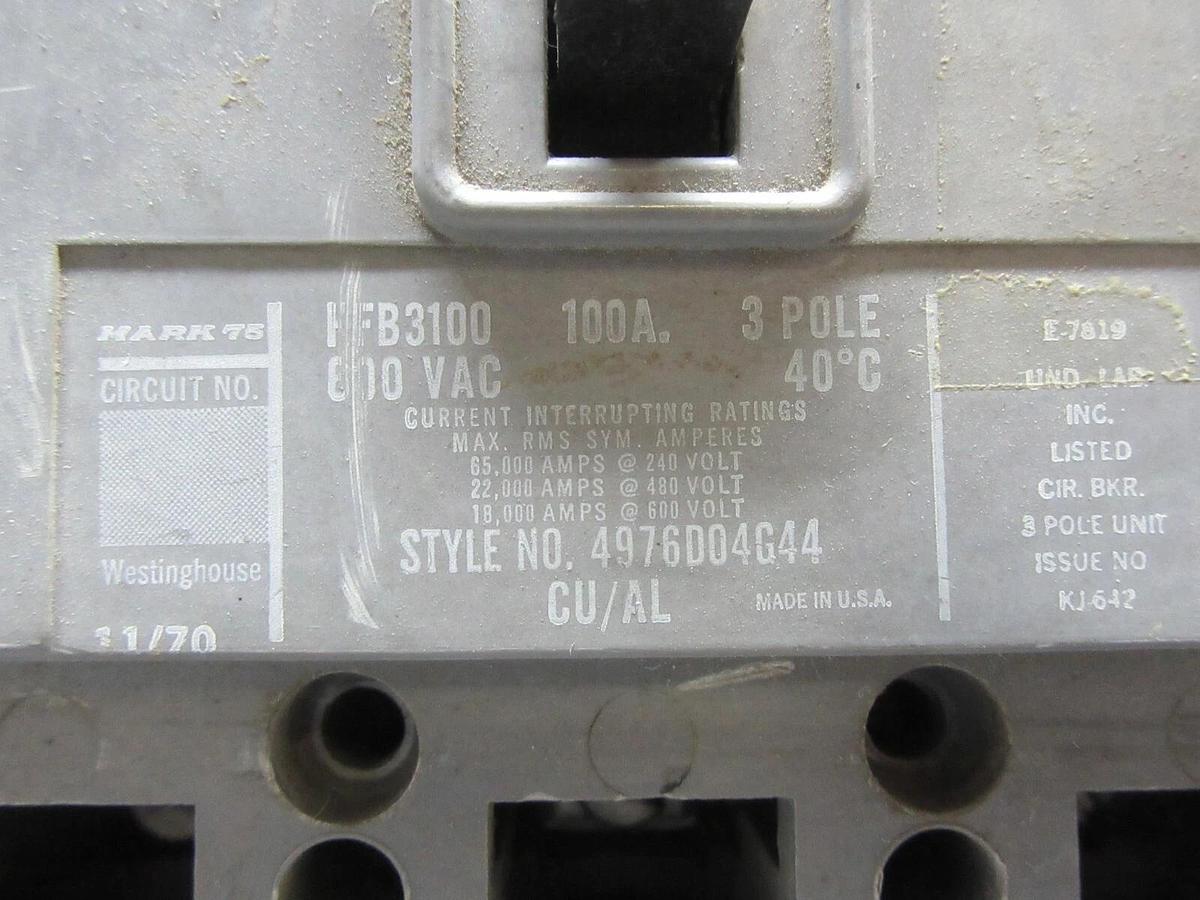 MARK 75
CIRCUIT NO.
Westinghouse
11/70
HFB3100 100A. 3 POLE
600 VAC 40°C
CURRENT INTERRUPTING RATINGS
MAX. RMS SYM. AMPERES
65,000 AMPS @ 240 VOLT
22,000 AMPS @ 480 VOLT
18,000 AMPS @ 600 VOLT
STYLE NO. 4976D04G44
CU/AL MADE IN U.S.A.
E-7819
UND. LAB.
INC.
LISTED
CIR. BKR.
3 POLE UNIT
ISSUE NO
KJ-642